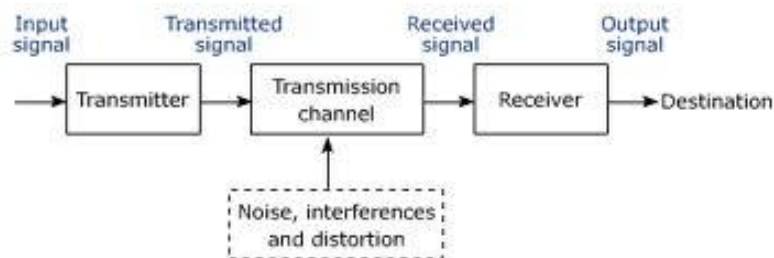 Input
signal
Transmitted
signal
Received
signal
Output
signal
Transmitter
Transmission
channel
Receiver
Destination
Noise, interferences
and distortion